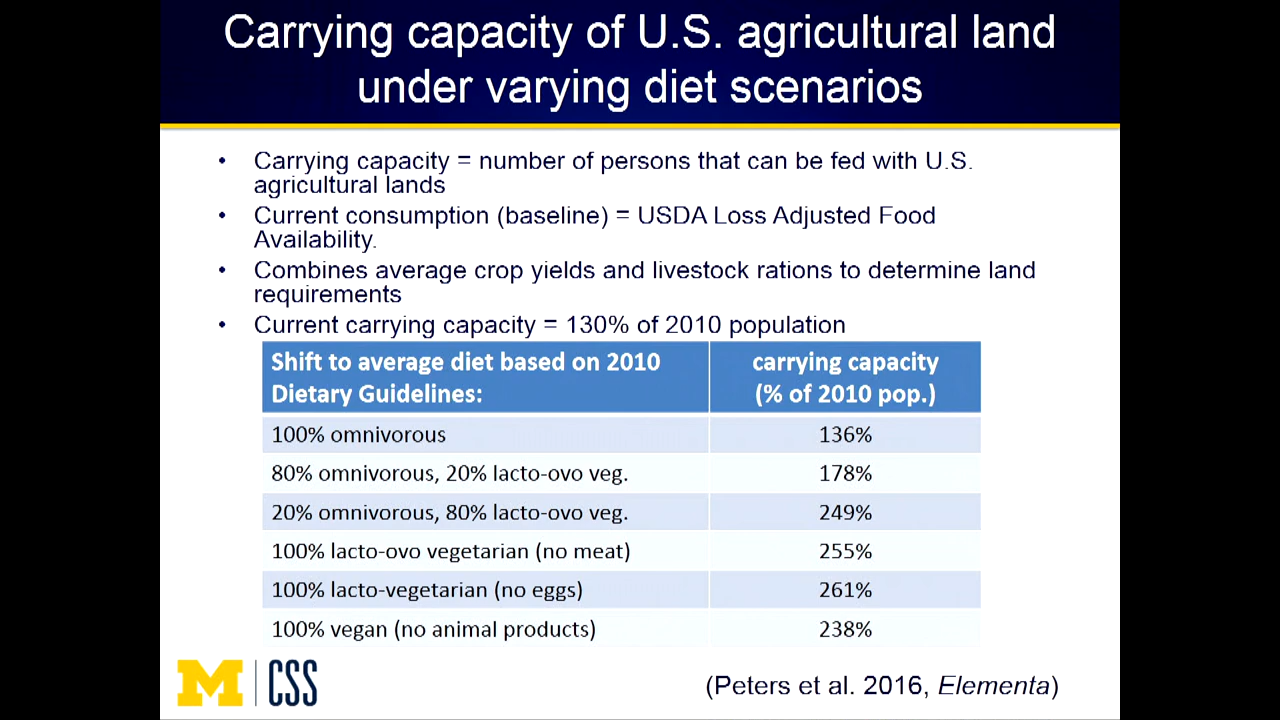 Carrying capacity of U.S. agricultural land
under varying diet scenarios
• Carrying capacity = number of persons that can be fed with U.S.
agricultural lands
• Current consumption (baseline) = USDA Loss Adjusted Food
Availability.
• Combines average crop yields and livestock rations to determine land
requirements
• Current carrying capacity = 130% of 2010 population
Shift to average diet based on 2010 carrying capacity
Dietary Guidelines: (% of 2010 pop.)
100% omnivorous 136%
80% omnivorous, 20% lacto-ovo veg. 178%
20% omnivorous, 80% lacto-ovo veg. 249%
100% lacto-ovo vegetarian (no meat) 255%
100% lacto-vegetarian (no eggs) 261%
100% vegan (no animal products) 238%
M CSS
(Peters et al. 2016, Elementa)